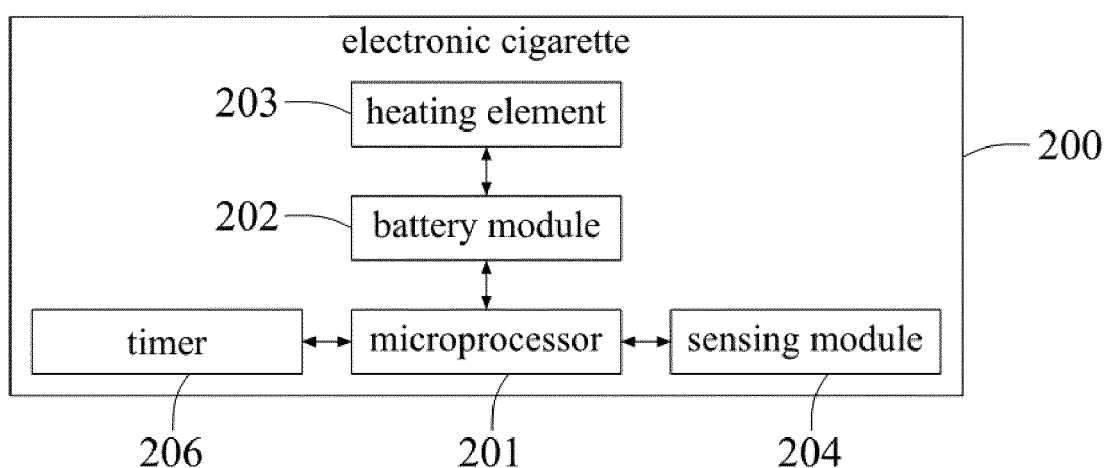 electronic cigarette
203
heating element
200
202
battery module
timer
microprocessor
sensing module
206
201
204